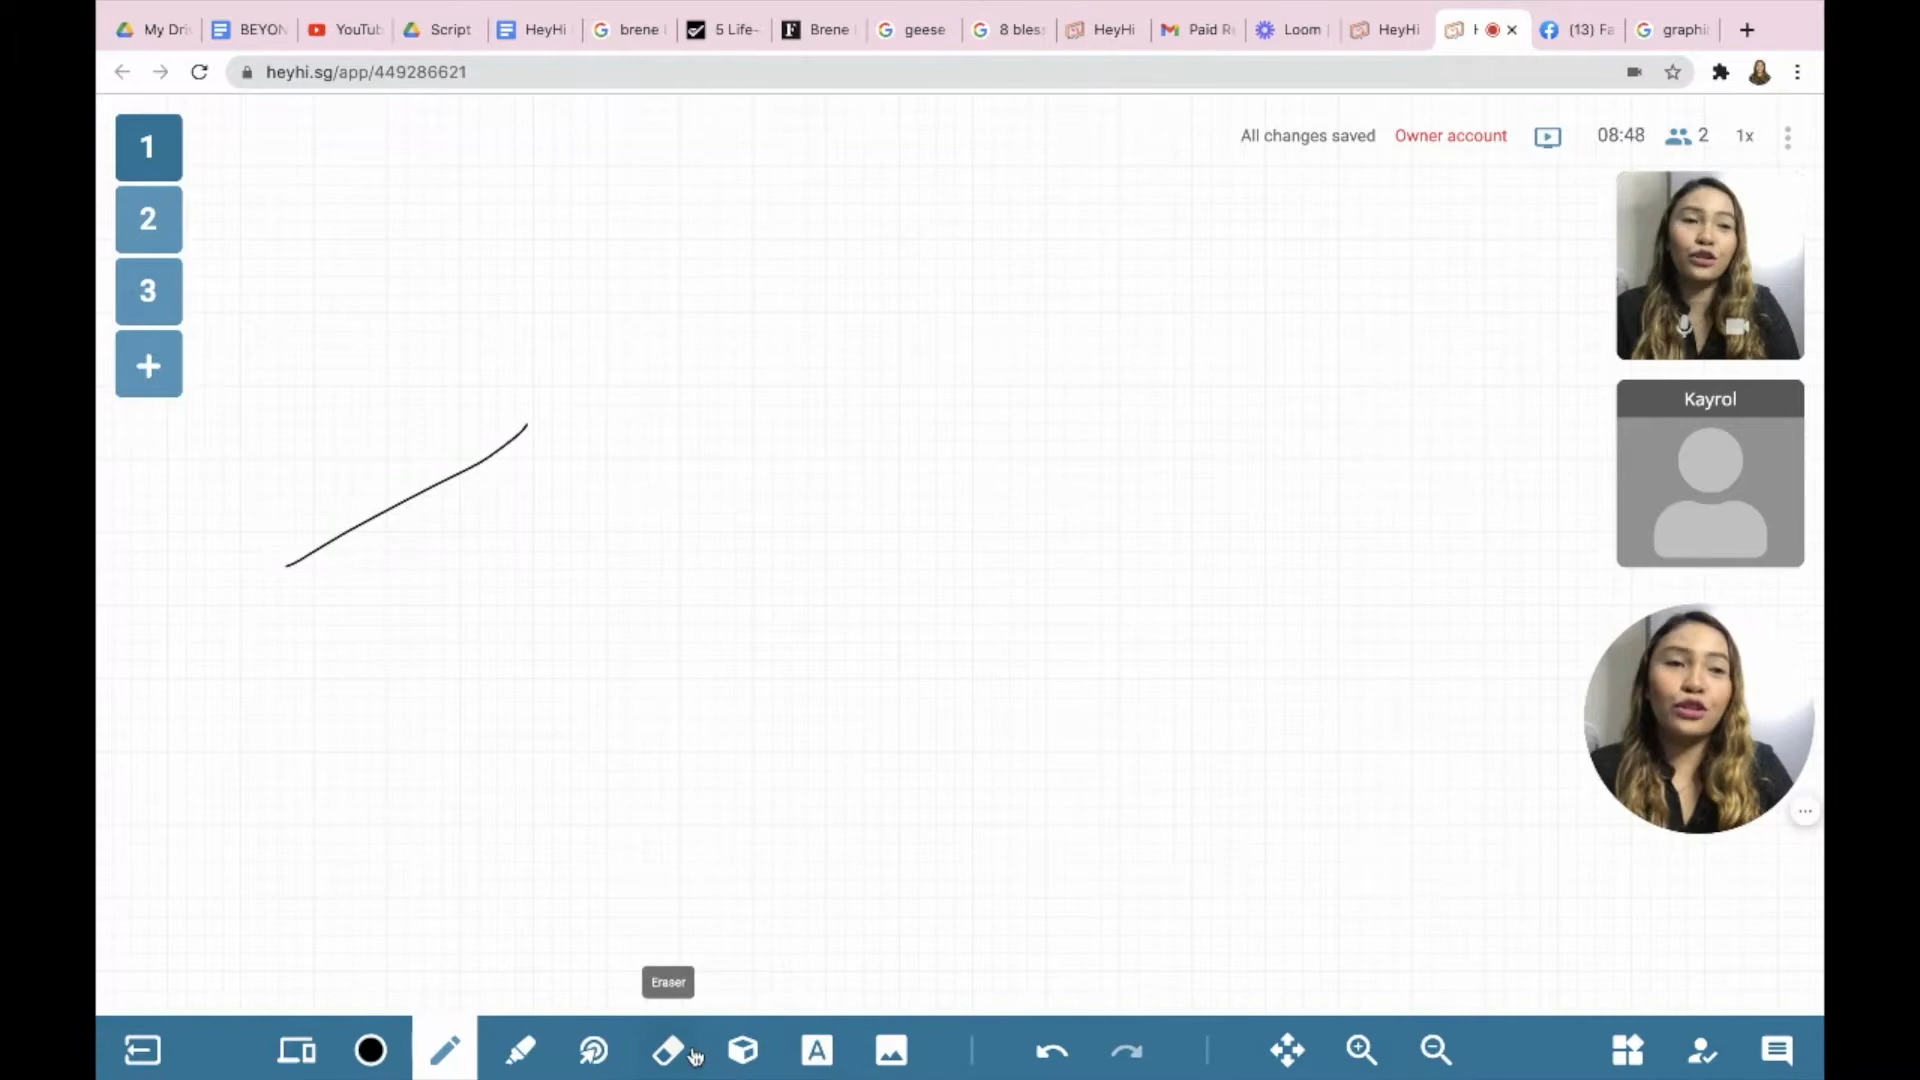 My Dri
BEYON
YouTub
Script
HeyHi
brene
5 Life-
Brene
geese
8 bless
HeyHi
Paid R
Loom
HeyHi
H
(13) Fa
graphi
heyhi.sg/app/449286621
1
2
3
All changes saved
Owner account
08:48
2
1x
Kayrol
Eraser
A